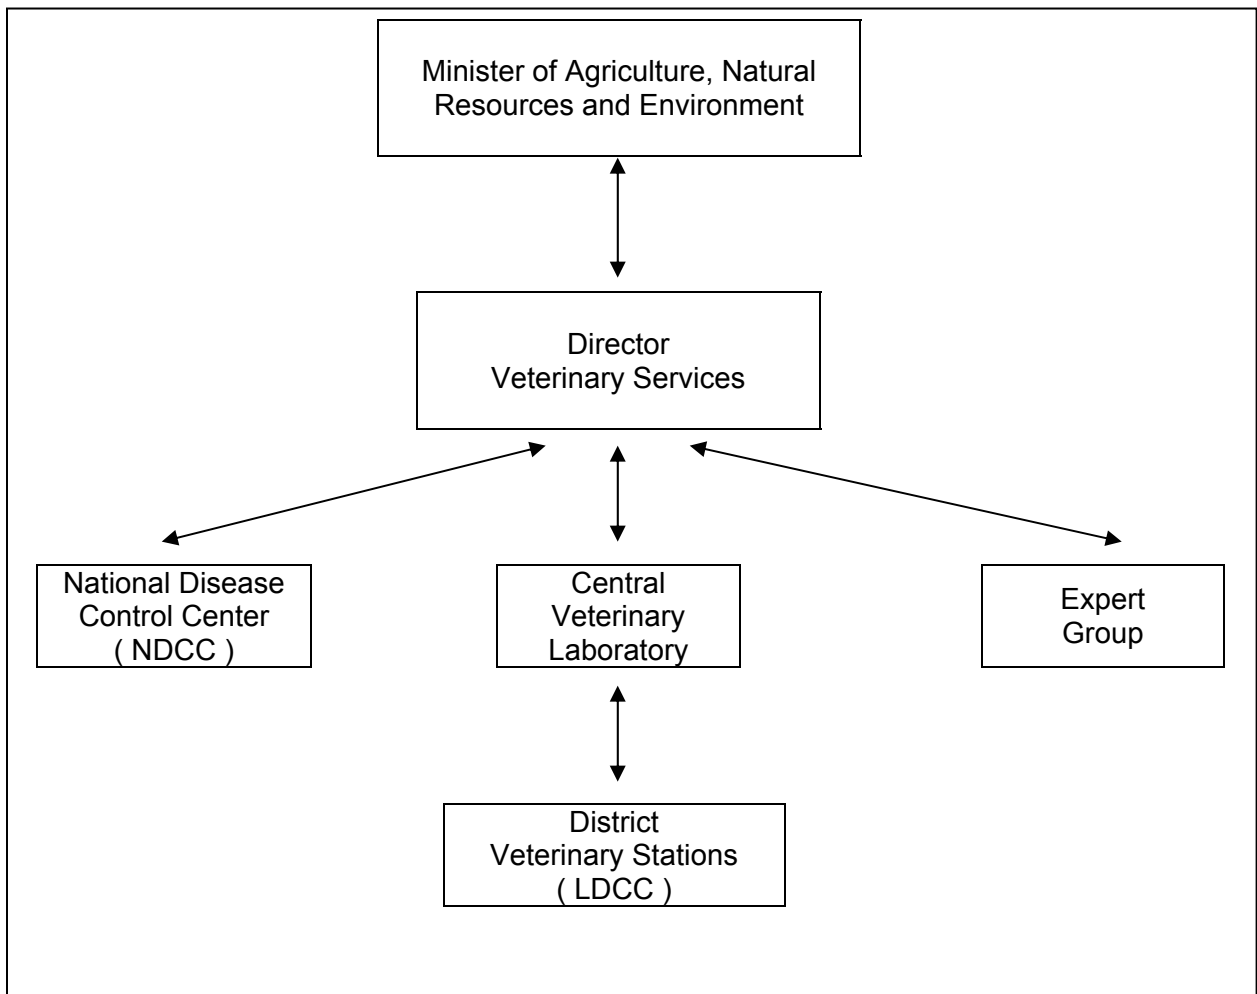 Minister of Agriculture, Natural
Resources and Environment
Director
Veterinary Services
National Disease
Control Center
( NDCC )
Central
Veterinary
Laboratory
Expert
Group
District
Veterinary Stations
( LDCC )